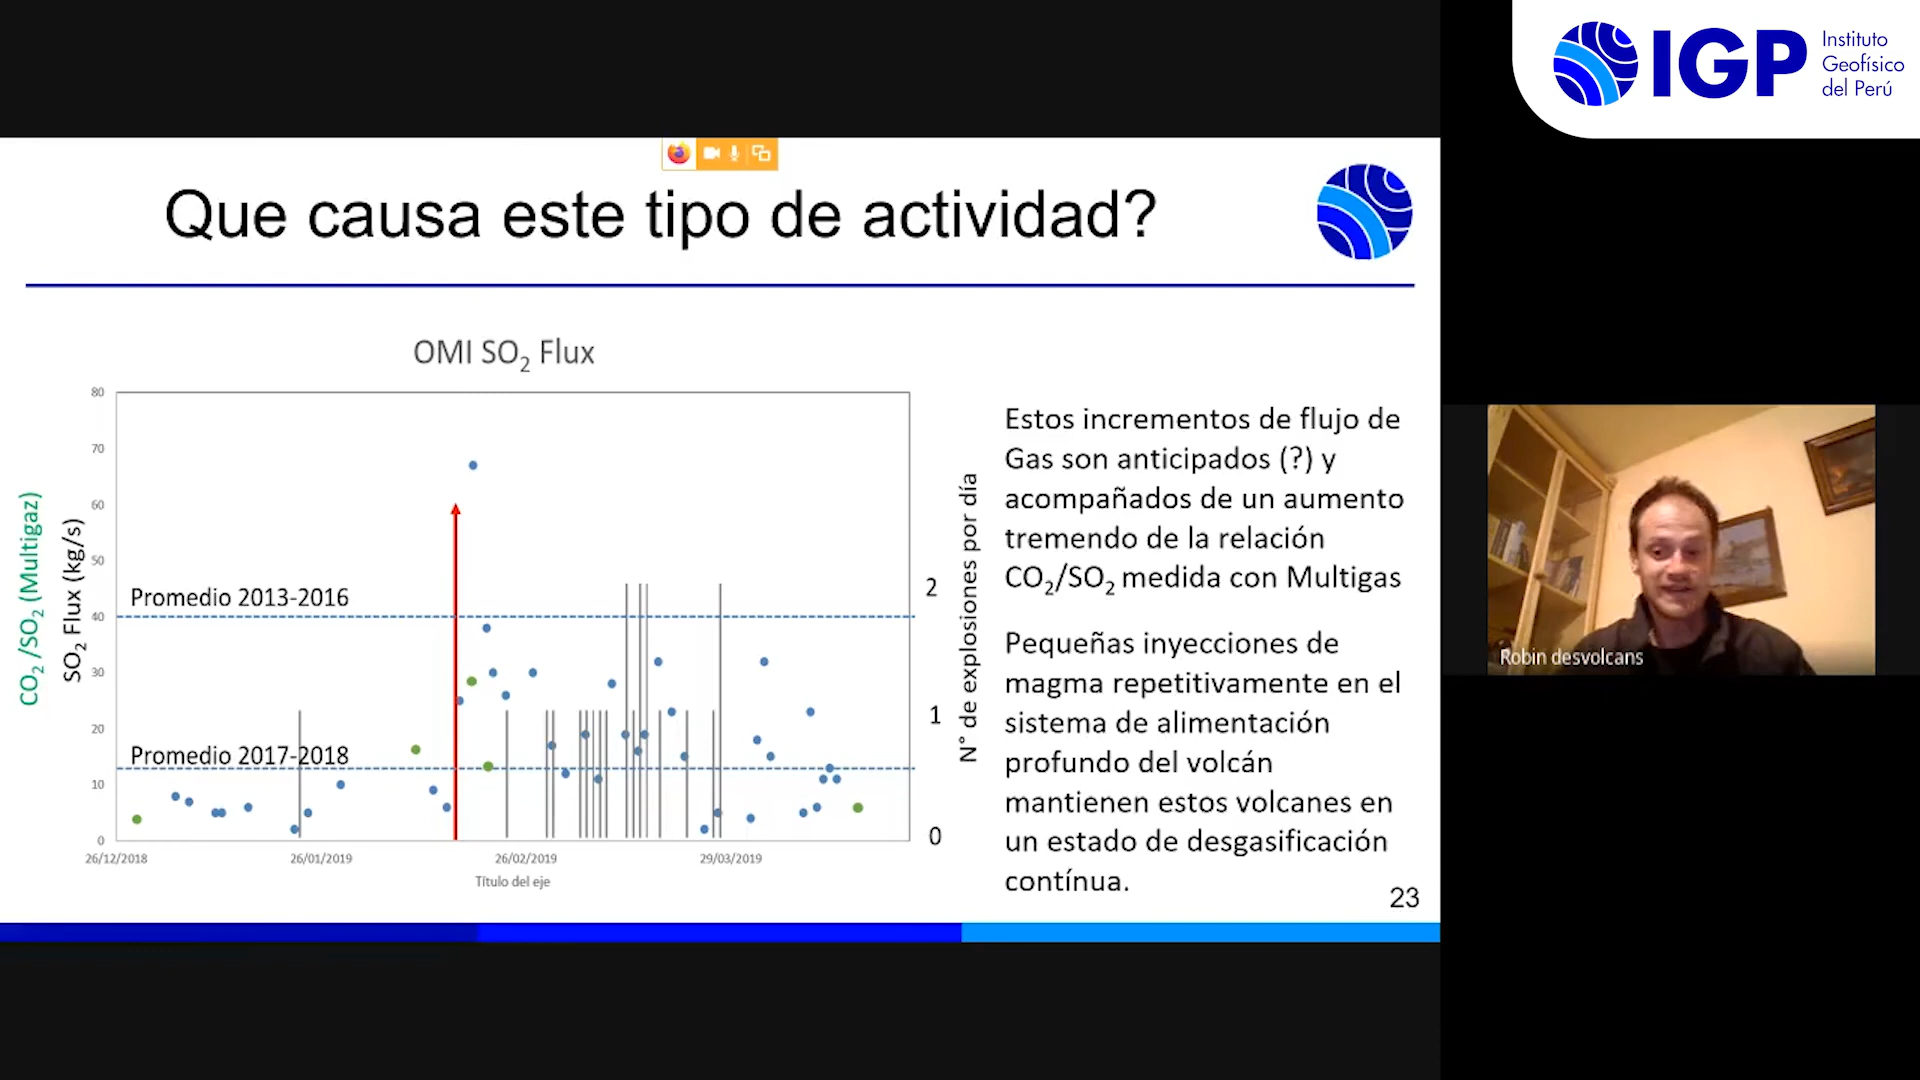 IGP
Instituto
Geofísico
del Perú
Que causa este tipo de actividad?
OMI SO2 Flux
CO2 /SO2 (Multigaz)
SO2 Flux (kg/s)
80
70
60
50
40
30
20
10
0
Promedio 2013-2016
Promedio 2017-2018
26/12/2018
26/01/2019
26/02/2019
29/03/2019
Título del eje
2
1
0
N° de explosiones por día
Estos incrementos de flujo de
Gas son anticipados (?) y
acompañados de un aumento
tremendo de la relación
CO2/SO2 medida con Multigas
Pequeñas inyecciones de
magma repetitivamente en el
sistema de alimentación
profundo del volcán
mantienen estos volcanes en
un estado de desgasificación
contínua.
23
Robin desvolcans